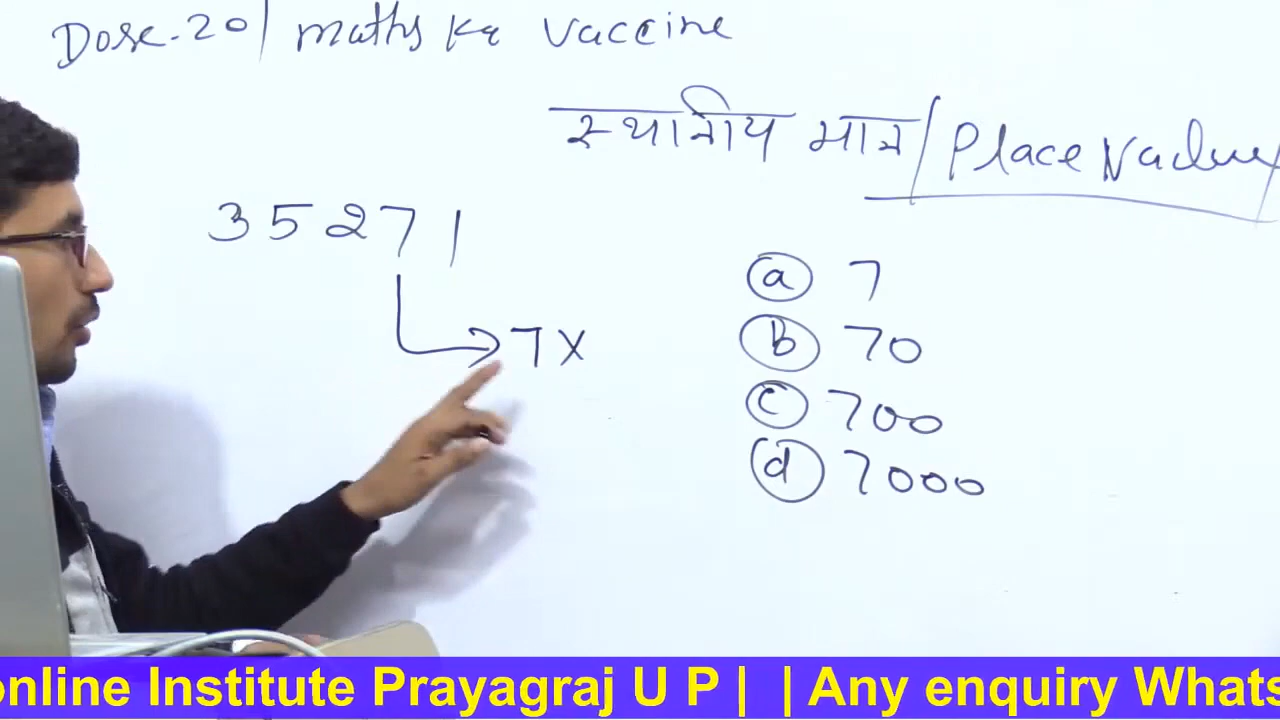 Dose-20/ maths ka vaccine
स्थानीय मान/Place Value
35271
7X
a 7
b 70
c 700
d 7000
online Institute Prayagraj U P | | Any enquiry Whats